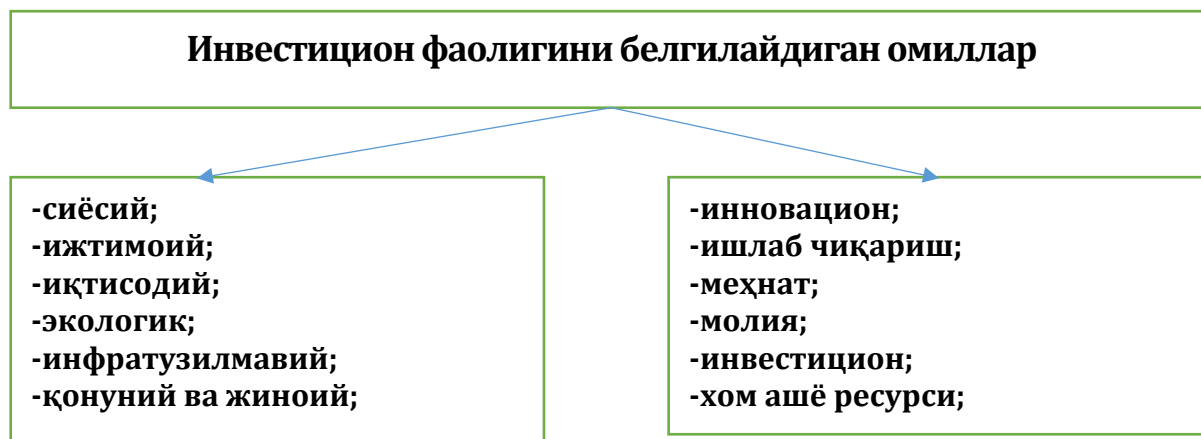 Инвестицион фаолигини белгилайдиган омиллар
-сиёсий;
-ижтимоий;
-иқтисодий;
-экологик;
-инфратузилмавий;
-қонуний ва жиноий;
-инновацион;
-ишлаб чиқариш;
-меҳнат;
-молия;
-инвестицион;
-хом ашё ресурси;